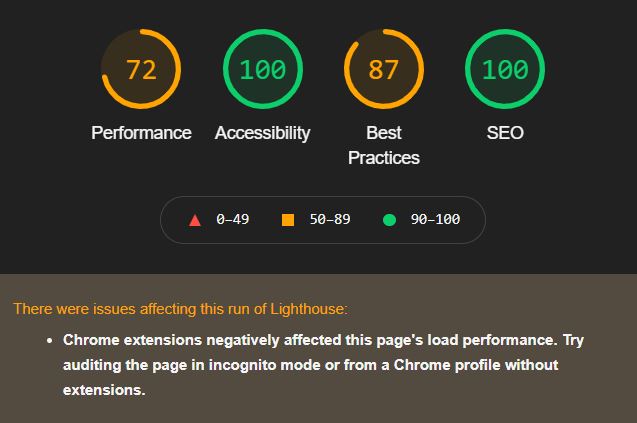 72
100
87
100
Performance
Accessibility
Best
Practices
SEO
0–49
50–89
90–100
There were issues affecting this run of Lighthouse:
• Chrome extensions negatively affected this page's load performance. Try
auditing the page in incognito mode or from a Chrome profile without
extensions.